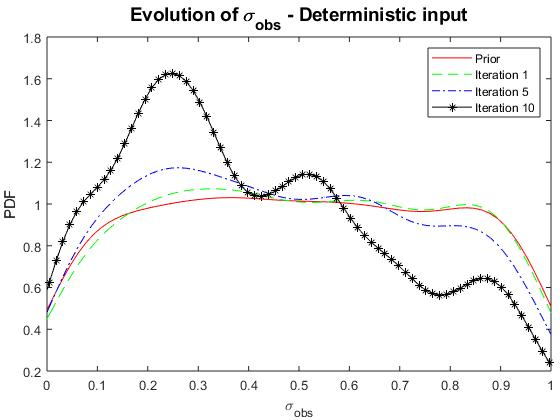 Evolution of σobs - Deterministic input
1.8
1.6
1.4
1.2
1
0.8
0.6
0.4
0.2
PDF
Prior
Iteration 1
Iteration 5
Iteration 10
0 0.1 0.2 0.3 0.4 0.5 0.6 0.7 0.8 0.9 1
σobs